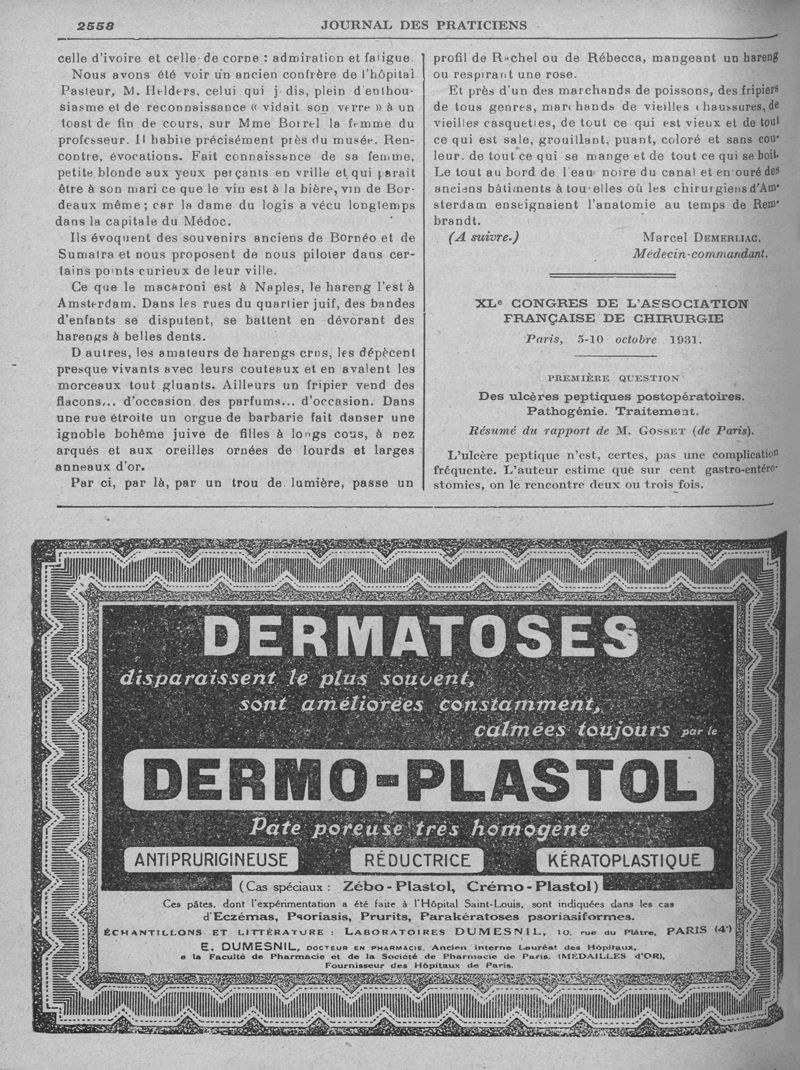 2558 JOURNAL DES PRATICIENS
celle d'ivoire et celle de corne : admiration et fatigue.
Nous avons été voir un ancien confrère de l'hôpital
Pasteur, M. Helders, celui qui jadis, plein d'enthou-
siasme et de reconnaissance « vidait son verre » à un
toast de fin de cours, sur Mme Borrel la femme du
professeur. Il habite précisément près du musée. Ren-
contre, évocations. Fait connaissance de sa femme,
petite blonde aux yeux perçants en vrille et qui paraît
être à son mari ce que le vin est à la bière, vin de Bor-
deaux même ; car la dame du logis a vécu longtemps
dans la capitale du Médoc.
Ils évoquent des souvenirs anciens de Bornéo et de
Sumatra et nous proposent de nous piloter dans cer-
tains points curieux de leur ville.
Ce que le macaroni est à Naples, le hareng l'est à
Amsterdam. Dans les rues du quartier juif, des bandes
d'enfants se disputent, se battent en dévorant des
harengs à belles dents.
D'autres, les amateurs de harengs crus, les dépècent
presque vivants avec leurs couteaux et en avalent les
morceaux tout gluants. Ailleurs un fripier vend des
flacons... d'occasion des parfums... d'occasion. Dans
une rue étroite un orgue de barbarie fait danser une
ignoble bohême juive de filles à longs cous, à nez
arqués et aux oreilles ornées de lourds et larges
anneaux d'or.
Par ci, par là, par un trou de lumière, passe un
profil de Rachel ou de Rébecca, mangeant un hareng
ou respirant une rose.
Et près d'un des marchands de poissons, des fripiers
de tous genres, marchands de vieilles chaussures, de
vieilles casquettes, de tout ce qui est vieux et de tout
ce qui est sale, grouillant, puant, coloré et sans cou-
leur. de tout ce qui se mange et de tout ce qui se boit.
Le tout au bord de l'eau noire du canal et entouré des
anciens bâtiments à tourelles où les chirurgiens d'Am-
sterdam enseignaient l'anatomie au temps de Rem-
brandt.
(A suivre.) Marcel DEMERLIAC,
Médecin-commandant.
XLe CONGRES DE L'ASSOCIATION
FRANÇAISE DE CHIRURGIE
Paris, 5-10 octobre 1931.
PREMIÈRE QUESTION
Des ulcères peptiques postopératoires.
Pathogénie. Traitement.
Résumé du rapport de M. GOSSET (de Paris).
L'ulcère peptique n'est, certes, pas une complication
fréquente. L'auteur estime que sur cent gastro-entéro-
stomies, on le rencontre deux ou trois fois.
DERMATOSES
disparaissent le plus souvent,
sont améliorées constamment,
calmées toujours par le
DERMO-PLASTOL
Pâte poreuse très homogène
ANTIPRURIGINEUSE RÉDUCTRICE KÉRATOPLASTIQUE
(Cas spéciaux : Zébo-Plastol, Crémo-Plastol)
Ces pâtes, dont l'expérimentation a été faite à l'Hôpital Saint-Louis, sont indiquées dans les cas
d'Eczémas, Psoriasis, Prurits, Parakératoses psoriasiformes.
ÉCHANTILLONS ET LITTÉRATURE : LABORATOIRES DUMESNIL, 10, rue du Plâtre, PARIS (4e)
E. DUMESNIL, DOCTEUR EN PHARMACIE, Ancien interne Lauréat des Hôpitaux,
a la Faculté de Pharmacie et de la Société de Pharmacie de Paris. (MÉDAILLES d'OR),
Fournisseur des Hôpitaux de Paris.